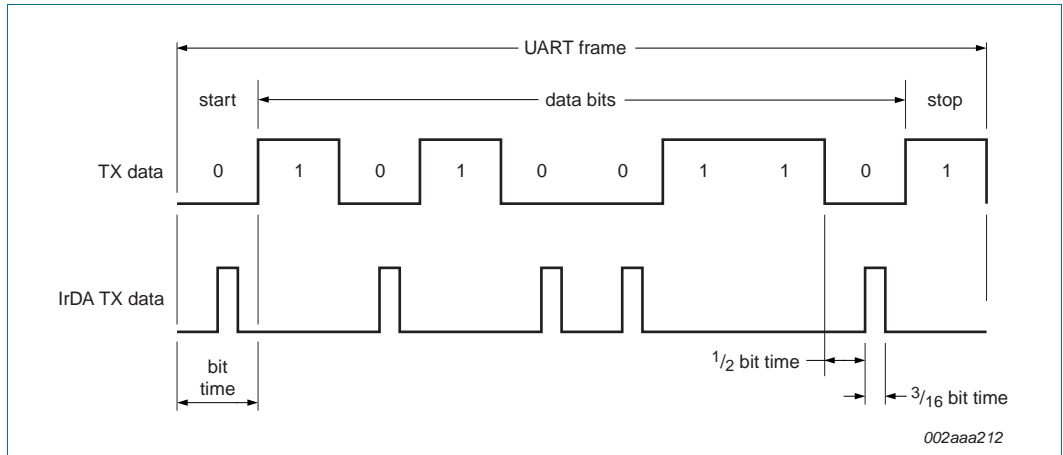 UART frame
start data bits stop
TX data 0 1 0 1 0 0 1 1 0 1
IrDA TX data
bit
time
1/2 bit time
3/16 bit time
002aaa212